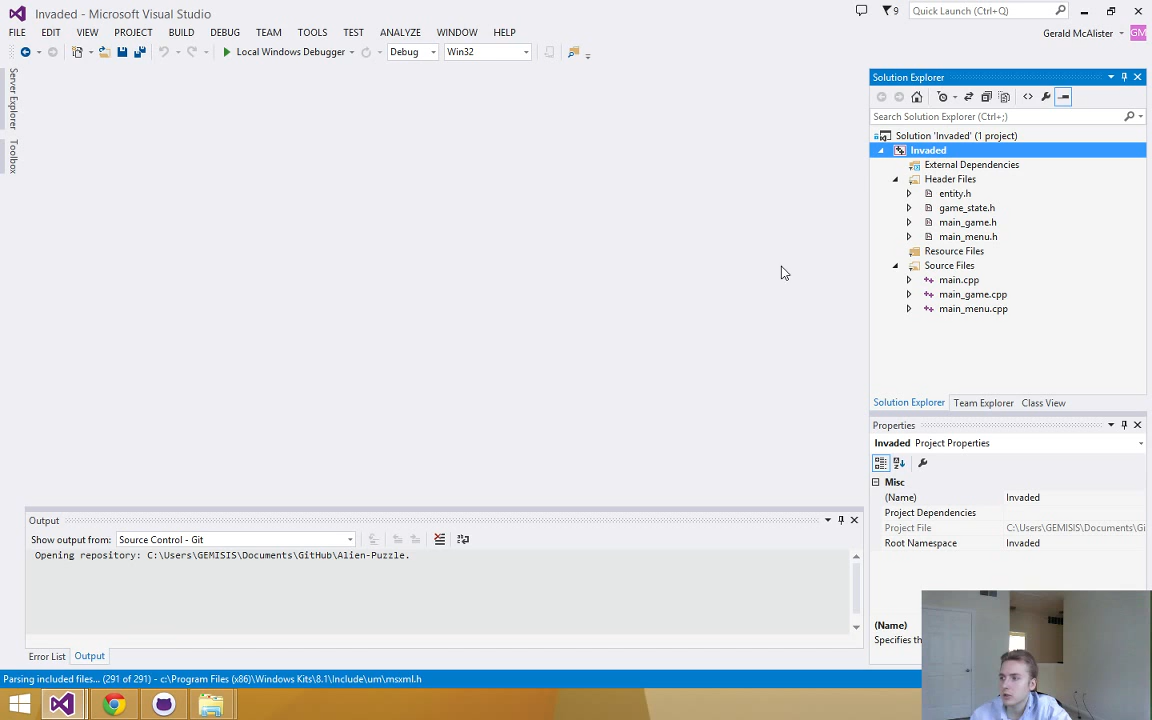 Invaded - Microsoft Visual Studio
9
Quick Launch (Ctrl+Q)
FILE EDIT VIEW PROJECT BUILD DEBUG TEAM TOOLS TEST ANALYZE WINDOW HELP
Gerald McAlister
GM
Local Windows Debugger
Debug
Win32
Server Explorer
Toolbox
Solution Explorer
Search Solution Explorer (Ctrl+;)
Solution 'Invaded' (1 project)
Invaded
External Dependencies
Header Files
entity.h
game_state.h
main_game.h
main_menu.h
Resource Files
Source Files
main.cpp
main_game.cpp
main_menu.cpp
Solution Explorer Team Explorer Class View
Properties
Invaded Project Properties
Misc
(Name) Invaded
Project Dependencies
Project File C:\Users\GEMISIS\Documents\Gi
Root Namespace Invaded
(Name)
Specifies th
Output
Show output from: Source Control - Git
Opening repository: C:\Users\GEMISIS\Documents\GitHub\Alien-Puzzle.
Error List Output
Parsing included files... (291 of 291) - c:\Program Files (x86)\Windows Kits\8.1\Include\um\msxml.h